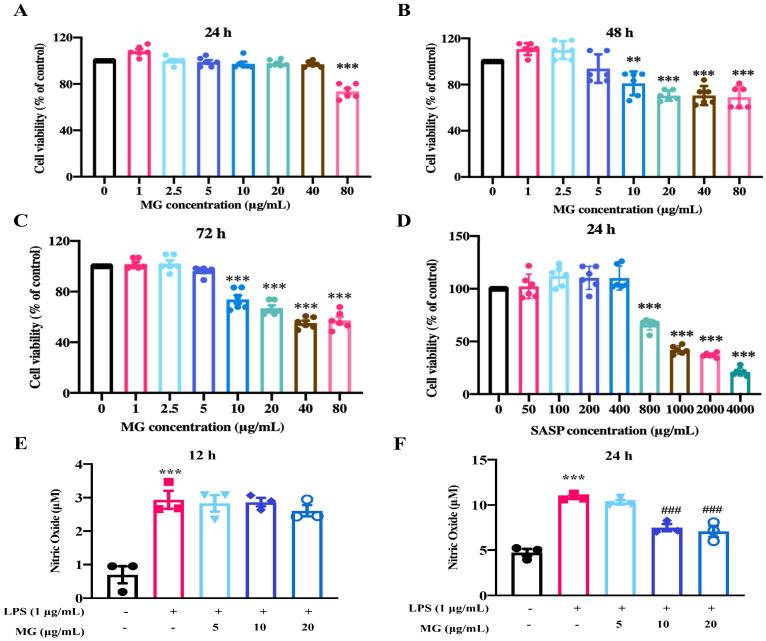 A
24 h
Cell viability (% of control)
120
80
40
0
***
0 1 2.5 5 10 20 40 80
MG concentration (μg/mL)
B
48 h
Cell viability (% of control)
120
80
40
0
** *** *** ***
0 1 2.5 5 10 20 40 80
MG concentration (μg/mL)
C
72 h
Cell viability (% of control)
120
80
40
0
*** *** *** ***
0 1 2.5 5 10 20 40 80
MG concentration (μg/mL)
D
24 h
Cell viability (% of control)
150
100
50
0
*** *** *** ***
0 50 100 200 400 800 1000 2000 4000
SASP concentration (μg/mL)
E
12 h
Nitric Oxide (μM)
4
3
2
1
0
***
LPS (1 μg/mL) - + + + +
MG (μg/mL) - - 5 10 20
F
24 h
Nitric Oxide (μM)
15
10
5
0
*** ### ###
LPS (1 μg/mL) - + + + +
MG (μg/mL) - - 5 10 20